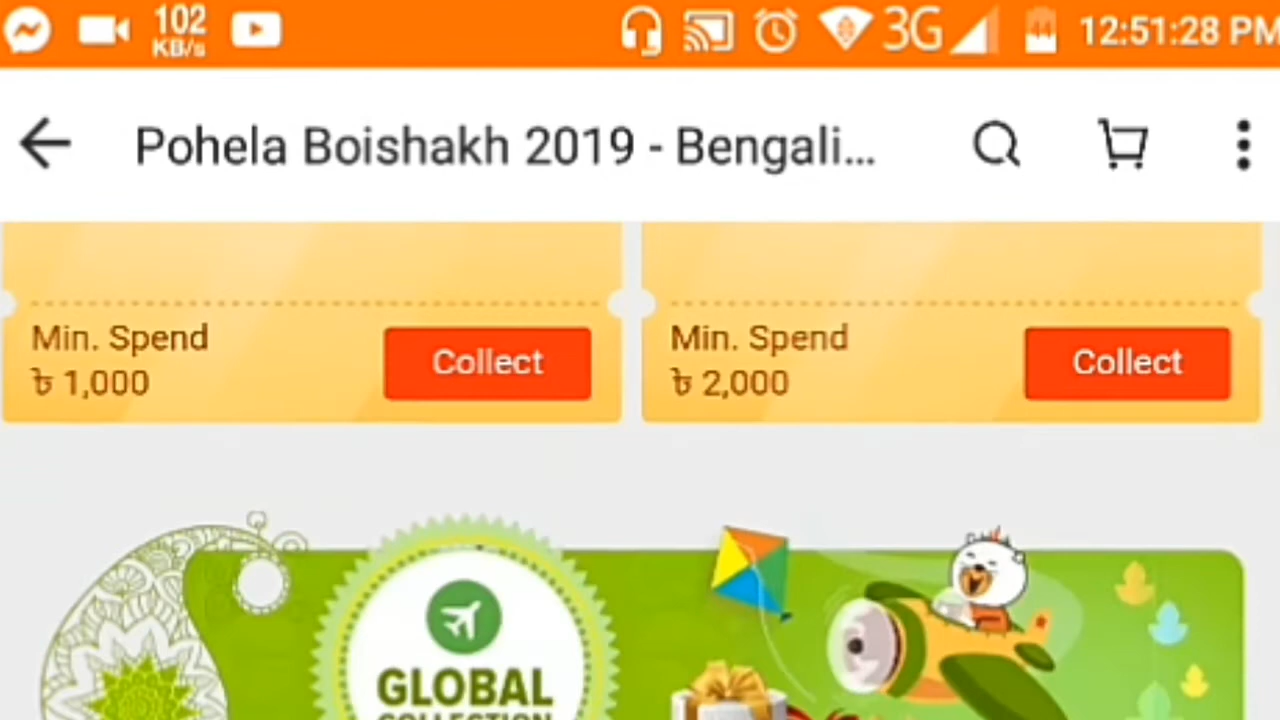 102
KB/s
3G
44
12:51:28 PM
Pohela Boishakh 2019 - Bengali...
Min. Spend
৳ 1,000
Collect
Min. Spend
৳ 2,000
Collect
GLOBAL
COLLECTION